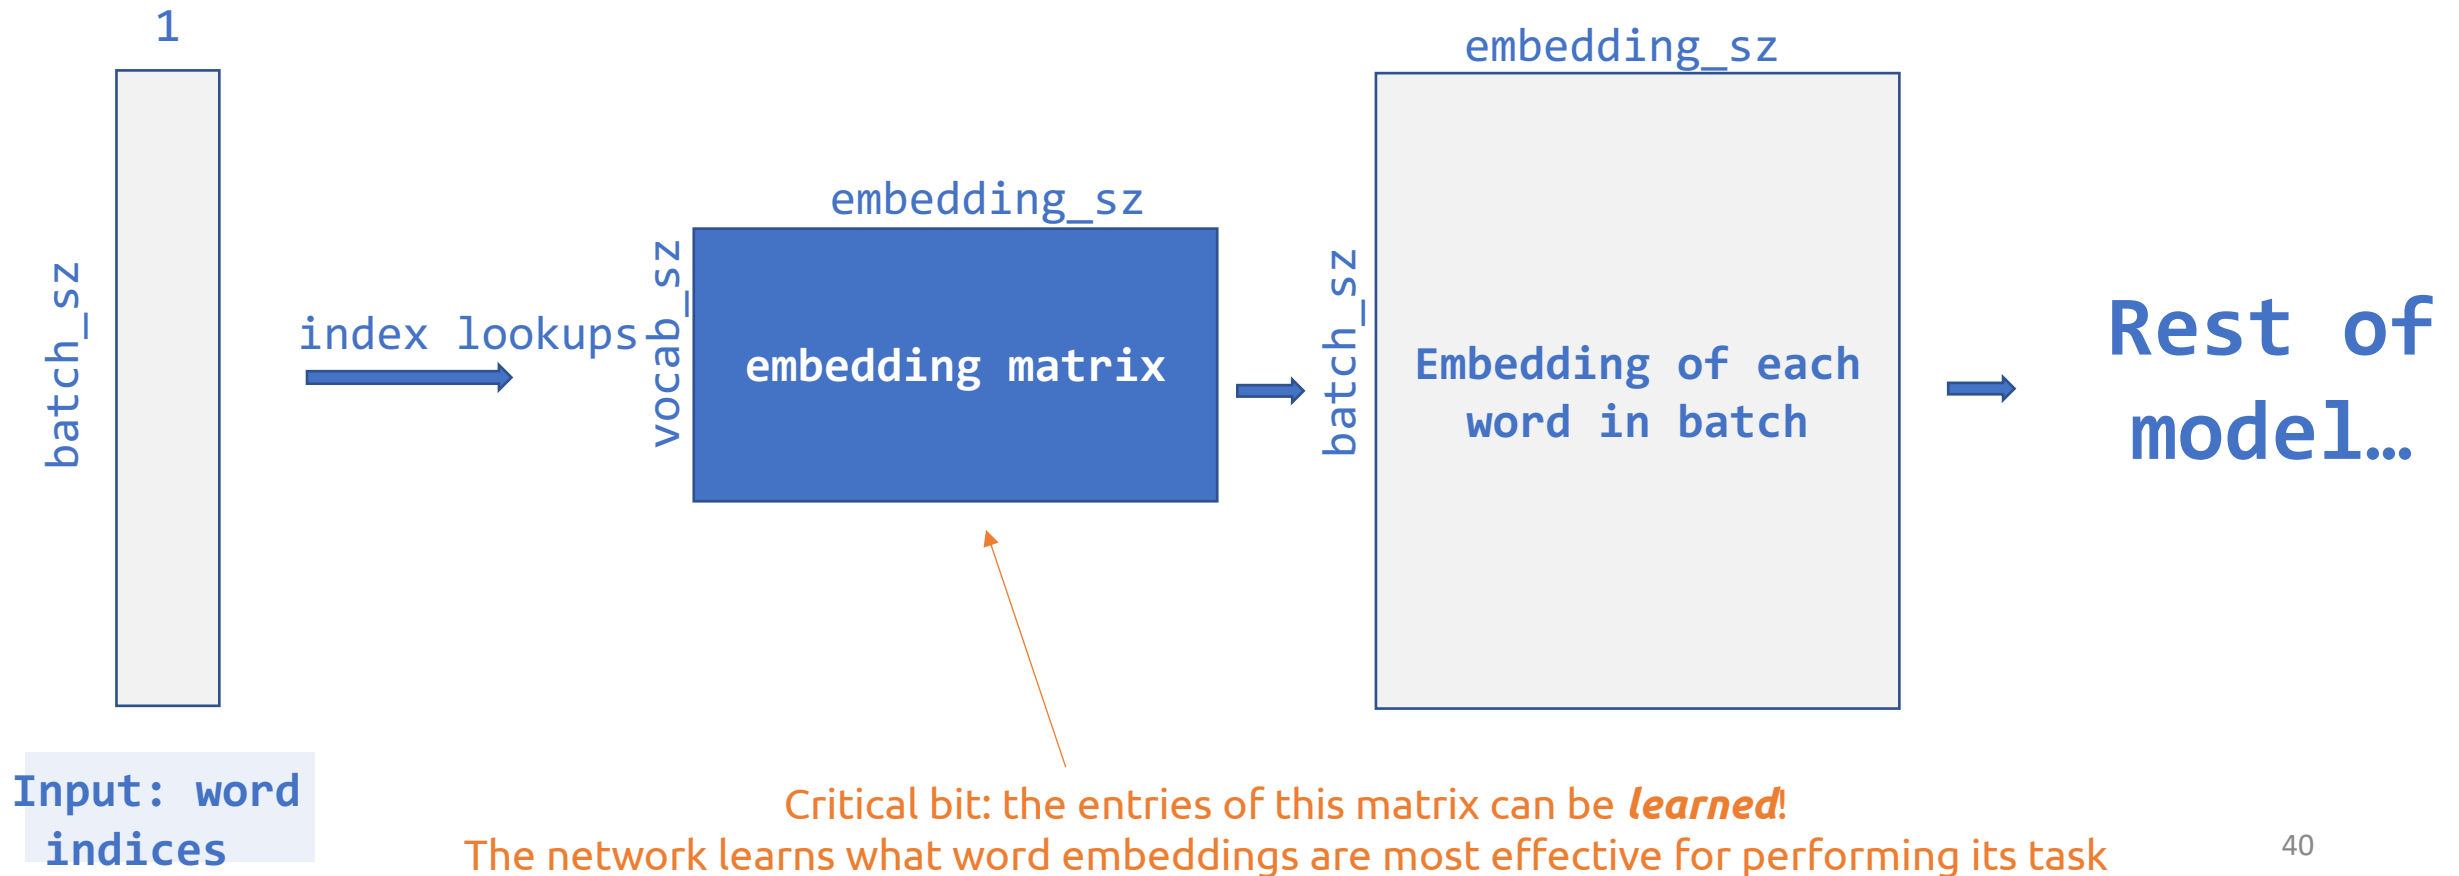 1
batch_sz
Input: word
indices
index lookups
embedding_sz
vocab_sz
embedding matrix
embedding_sz
batch_sz
Embedding of each
word in batch
Rest of
model…
Critical bit: the entries of this matrix can be learned!
The network learns what word embeddings are most effective for performing its task
40